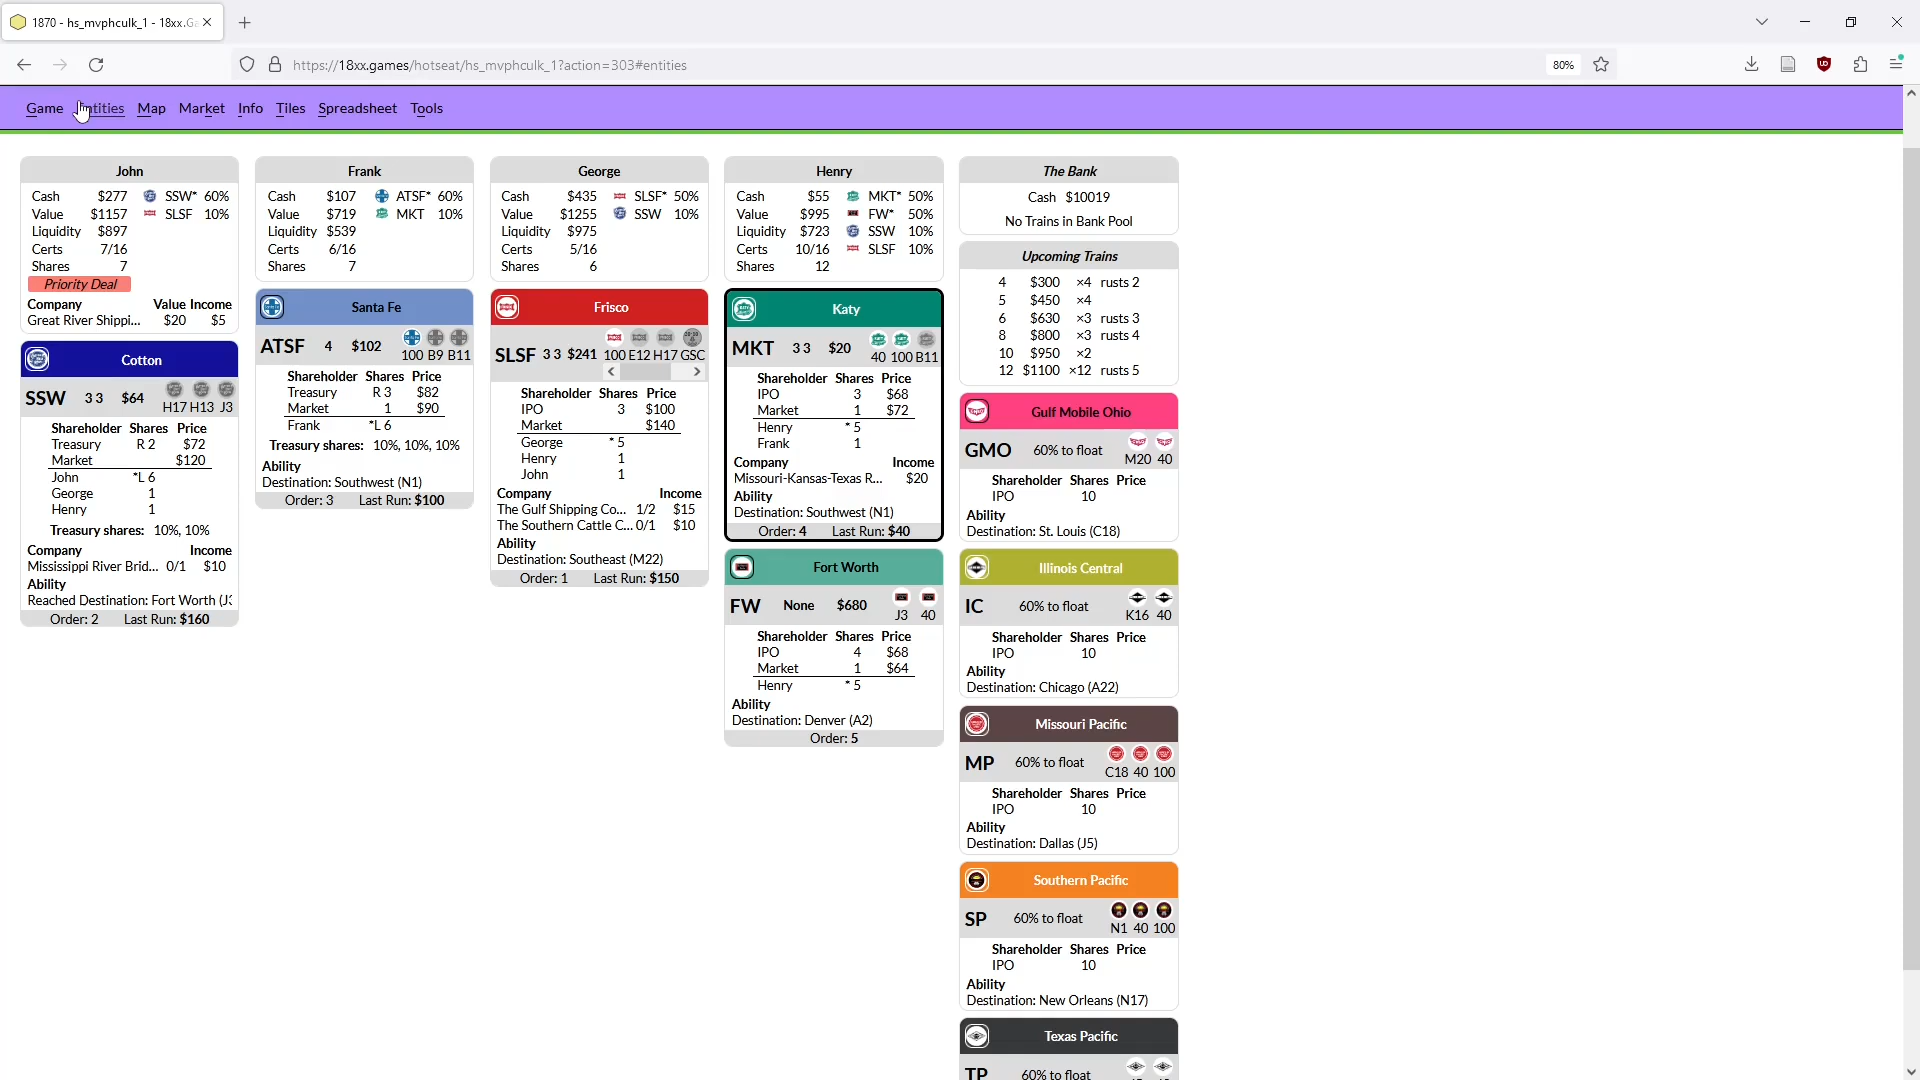 1870 - hs_mvphculk_1 - 18xx.Ga
https://18xx.games/hotseat/hs_mvphculk_1?action=303#entities
80%
Game Entities Map Market Info Tiles Spreadsheet Tools
John
Cash $277 SSW* 60%
Value $1157 SLSF 10%
Liquidity $897
Certs 7/16
Shares 7
Priority Deal
Company Value Income
Great River Shippi... $20 $5
Cotton
SSW 3 3 $64 H17 H13 J3
Shareholder Shares Price
Treasury R 2 $72
Market $120
John *L 6
George 1
Henry 1
Treasury shares: 10%, 10%
Company Income
Mississippi River Brid... 0/1 $10
Ability
Reached Destination: Fort Worth (J3
Order: 2 Last Run: $160
Frank
Cash $107 ATSF* 60%
Value $719 MKT 10%
Liquidity $539
Certs 6/16
Shares 7
Santa Fe
ATSF 4 $102 100 B9 B11
Shareholder Shares Price
Treasury R 3 $82
Market 1 $90
Frank *L 6
Treasury shares: 10%, 10%, 10%
Ability
Destination: Southwest (N1)
Order: 3 Last Run: $100
George
Cash $435 SLSF* 50%
Value $1255 SSW 10%
Liquidity $975
Certs 5/16
Shares 6
Frisco
SLSF 3 3 $241 100 E12 H17 GSC
Shareholder Shares Price
IPO 3 $100
Market $140
George * 5
Henry 1
John 1
Company Income
The Gulf Shipping Co... 1/2 $15
The Southern Cattle C... 0/1 $10
Ability
Destination: Southeast (M22)
Order: 1 Last Run: $150
Henry
Cash $55 MKT* 50%
Value $995 FW* 50%
Liquidity $723 SSW 10%
Certs 10/16 SLSF 10%
Shares 12
Katy
MKT 3 3 $20 40 100 B11
Shareholder Shares Price
IPO 3 $68
Market 1 $72
Henry * 5
Frank 1
Company Income
Missouri-Kansas-Texas R... $20
Ability
Destination: Southwest (N1)
Order: 4 Last Run: $40
Fort Worth
FW None $680 J3 40
Shareholder Shares Price
IPO 4 $68
Market 1 $64
Henry * 5
Ability
Destination: Denver (A2)
Order: 5
The Bank
Cash $10019
No Trains in Bank Pool
Upcoming Trains
4 $300 ×4 rusts 2
5 $450 ×4
6 $630 ×3 rusts 3
8 $800 ×3 rusts 4
10 $950 ×2
12 $1100 ×12 rusts 5
Gulf Mobile Ohio
GMO 60% to float M20 40
Shareholder Shares Price
IPO 10
Ability
Destination: St. Louis (C18)
Illinois Central
IC 60% to float K16 40
Shareholder Shares Price
IPO 10
Ability
Destination: Chicago (A22)
Missouri Pacific
MP 60% to float C18 40 100
Shareholder Shares Price
IPO 10
Ability
Destination: Dallas (J5)
Southern Pacific
SP 60% to float N1 40 100
Shareholder Shares Price
IPO 10
Ability
Destination: New Orleans (N17)
Texas Pacific
TP 60% to float